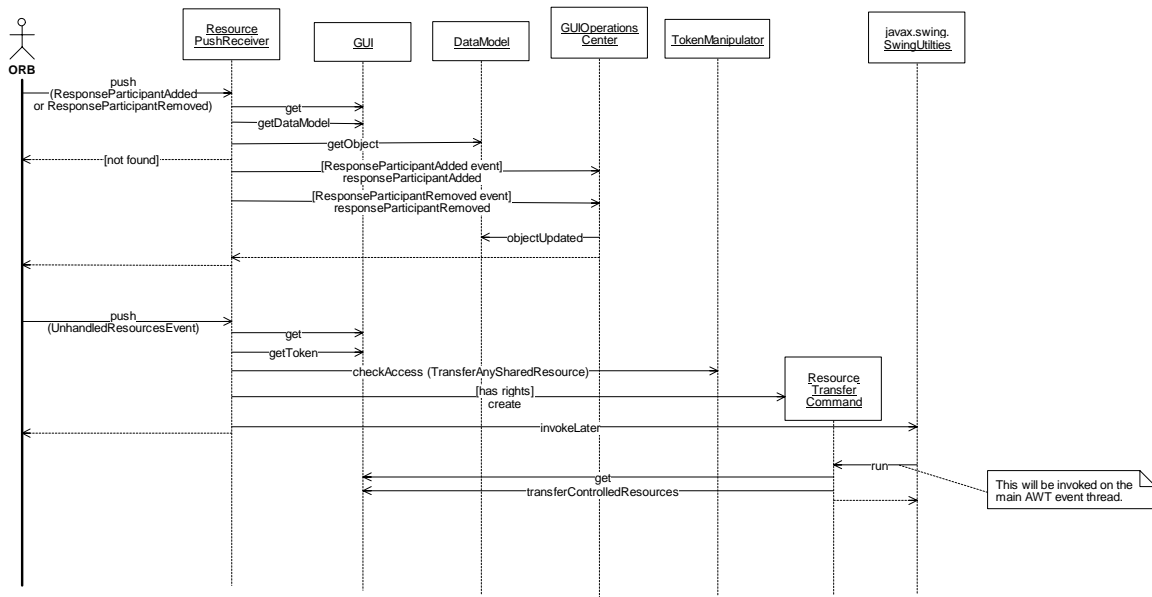 ORB
Resource
PushReceiver
GUI
DataModel
GUIOperations
Center
TokenManipulator
javax.swing.
SwingUtilties
push
(ResponseParticipantAdded
or ResponseParticipantRemoved)
get
getDataModel
getObject
[not found]
[ResponseParticipantAdded event]
responseParticipantAdded
[ResponseParticipantRemoved event]
responseParticipantRemoved
objectUpdated
push
(UnhandledResourcesEvent)
get
getToken
checkAccess (TransferAnySharedResource)
[has rights]
create
Resource
Transfer
Command
invokeLater
run
get
transferControlledResources
This will be invoked on the
main AWT event thread.